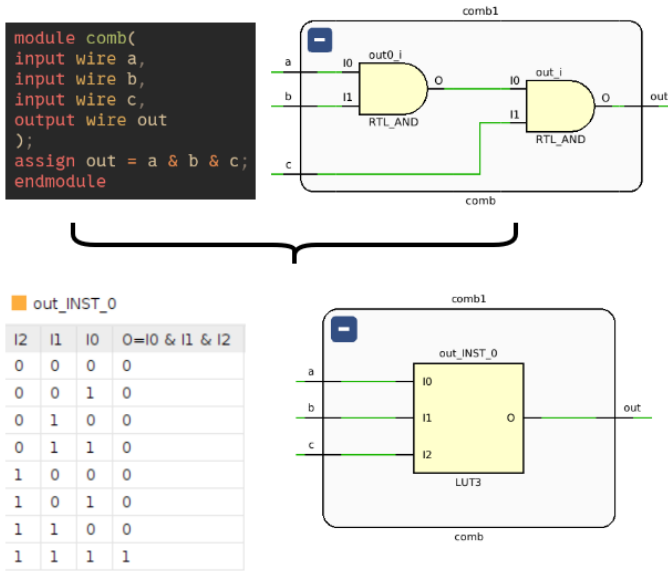 module comb(
input wire a,
input wire b,
input wire c,
output wire out
);
assign out = a & b & c;
endmodule
comb1
a
b
c
out0_i
I0
I1
O
RTL_AND
out_i
I0
I1
O
RTL_AND
out
comb
out_INST_0
I2 I1 I0 O=I0 & I1 & I2
0 0 0 0
0 0 1 0
0 1 0 0
0 1 1 0
1 0 0 0
1 0 1 0
1 1 0 0
1 1 1 1
comb1
a
b
c
out_INST_0
I0
I1
I2
O
LUT3
out
comb